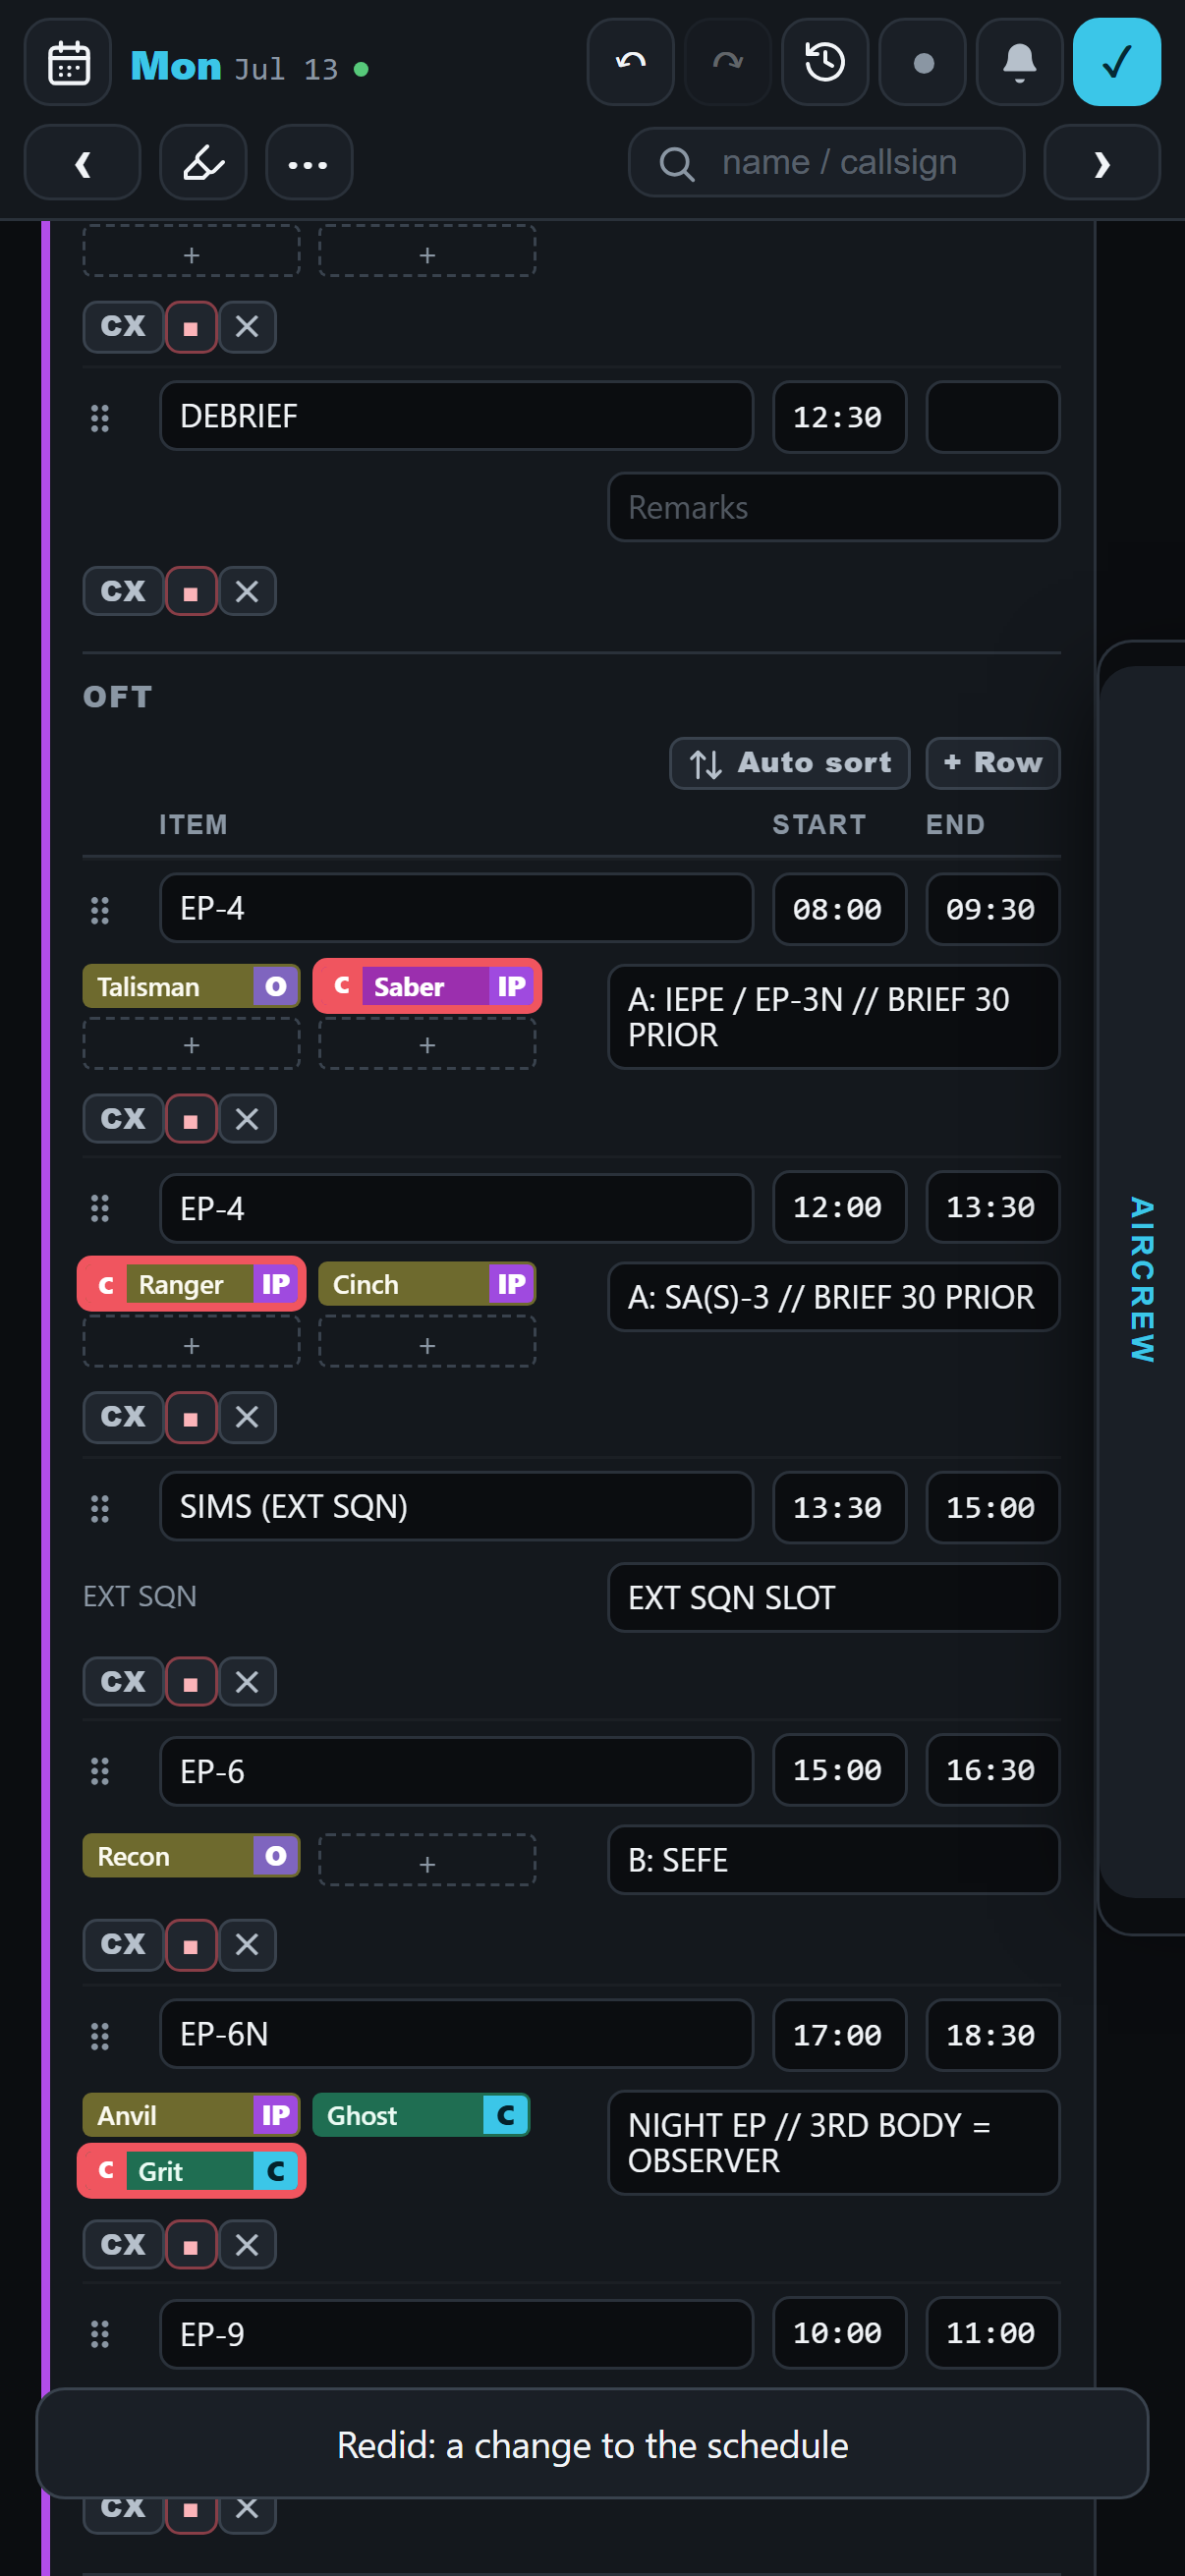 Mon Jul 13
name / callsign
+ +
CX
DEBRIEF 12:30
Remarks
CX
OFT
Auto sort + Row
ITEM START END
EP-4 08:00 09:30
Talisman O C Saber IP
A: IEPE / EP-3N // BRIEF 30
PRIOR
+ +
CX
EP-4 12:00 13:30
C Ranger IP Cinch IP
A: SA(S)-3 // BRIEF 30 PRIOR
+ +
CX
SIMS (EXT SQN) 13:30 15:00
EXT SQN EXT SQN SLOT
CX
EP-6 15:00 16:30
Recon O + B: SEFE
CX
EP-6N 17:00 18:30
Anvil IP Ghost C
NIGHT EP // 3RD BODY =
OBSERVER
C Grit C
CX
EP-9 10:00 11:00
Redid: a change to the schedule
CX
AIRCREW